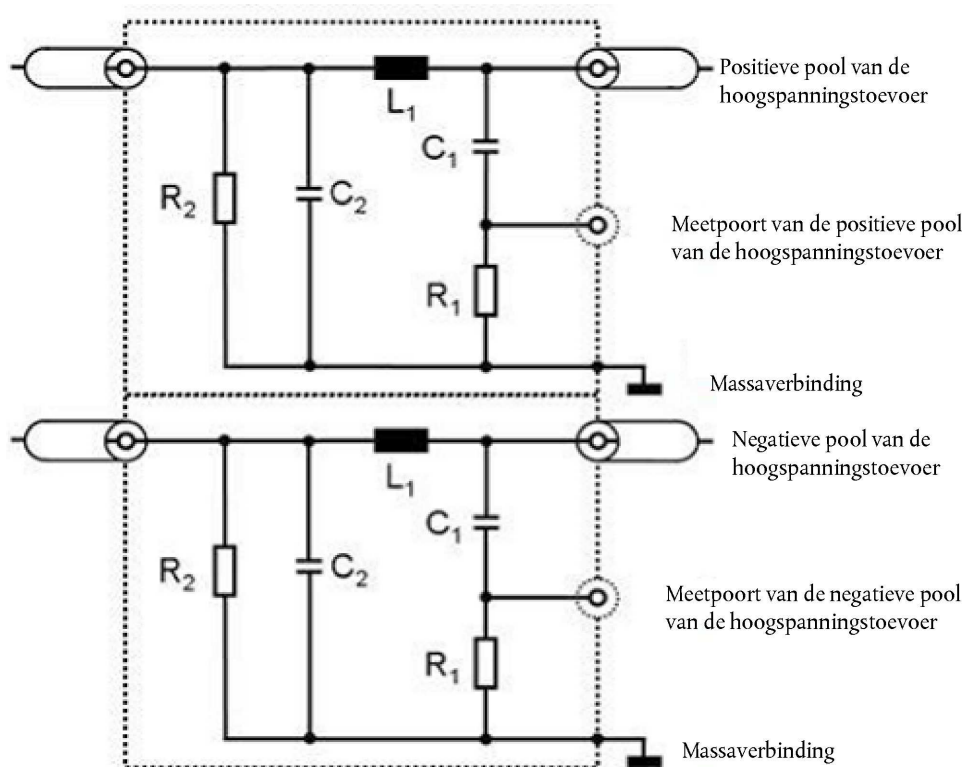 Positieve pool van de
hoogspanningstoevoer
L₁
C₁
R₂
C₂
Meetpoort van de positieve pool
van de hoogspanningstoevoer
R₁
Massaverbinding
Negatieve pool van de
hoogspanningstoevoer
L₁
C₁
R₂
C₂
Meetpoort van de negatieve pool
van de hoogspanningstoevoer
R₁
Massaverbinding